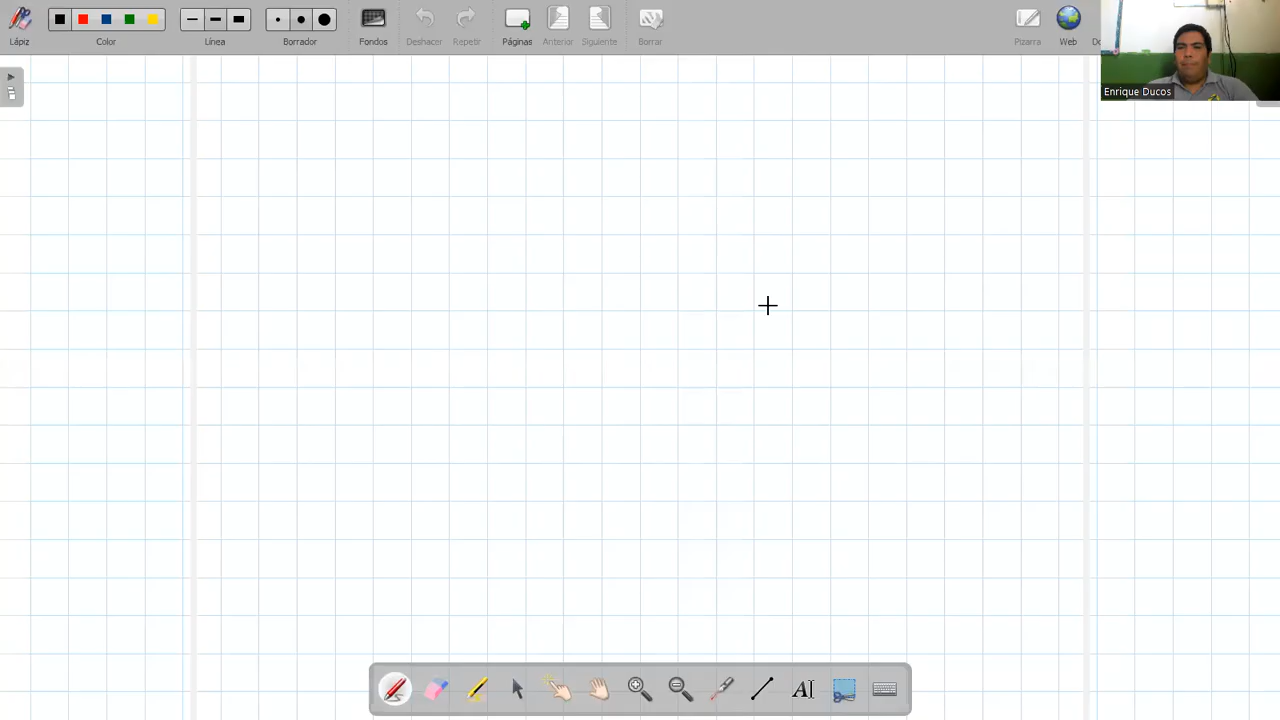 Lápiz
Color
Línea
Borrador
Fondos
Deshacer
Repetir
Páginas
Anterior
Siguiente
Borrar
Pizarra
Web
Enrique Ducos